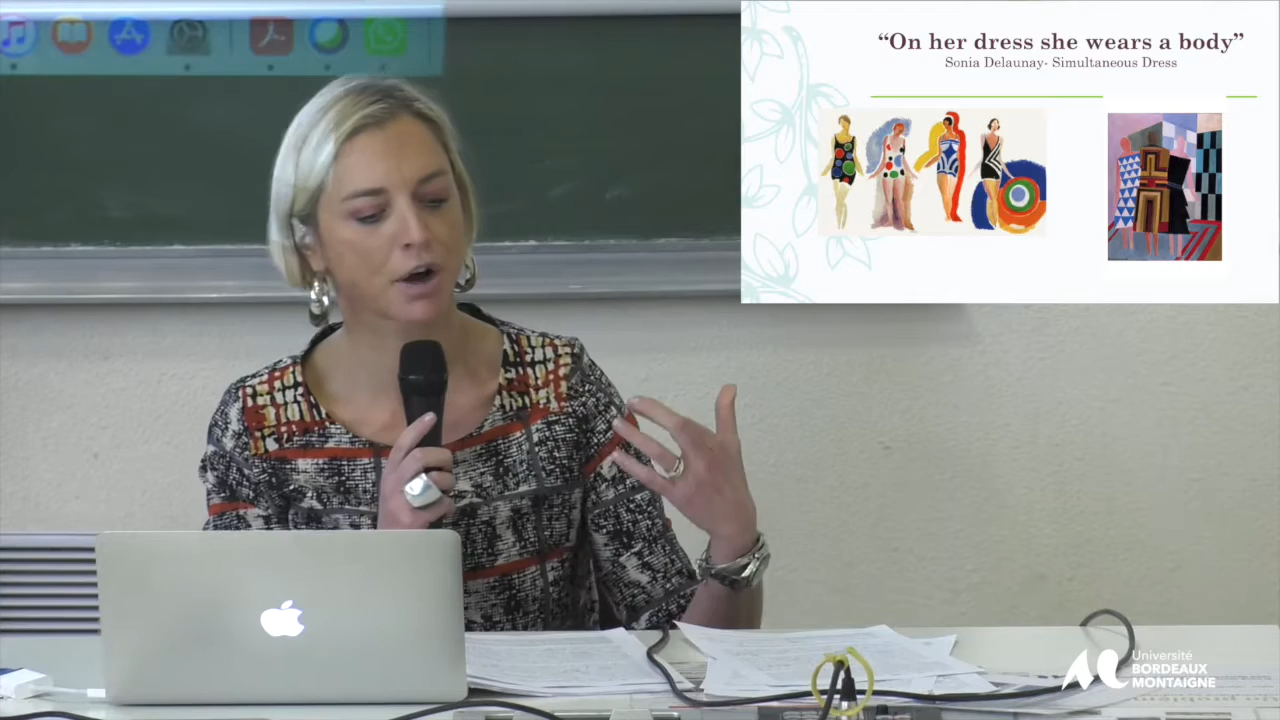 “On her dress she wears a body”
Sonia Delaunay- Simultaneous Dress
Université
BORDEAUX
MONTAIGNE